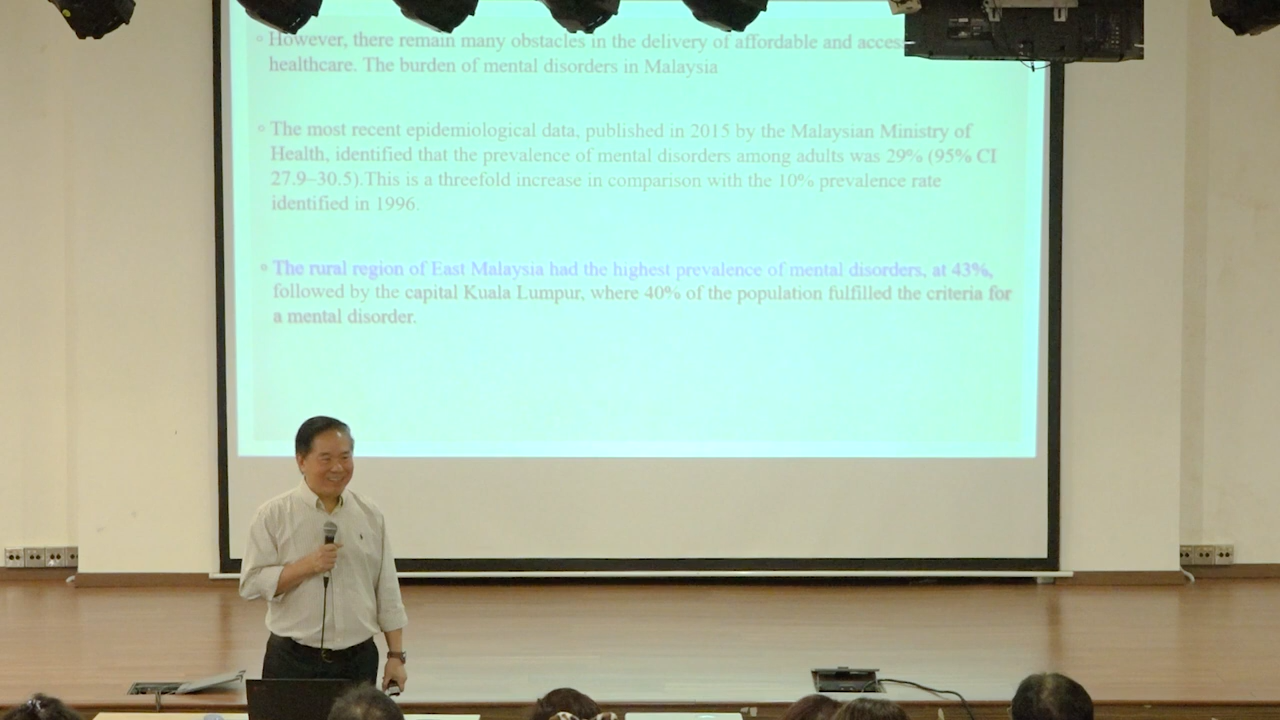 However, there remain many obstacles in the delivery of affordable and
healthcare. The burden of mental disorders in Malaysia
The most recent epidemiological data, published in 2015 by the Malaysian Ministry of
Health, identified that the prevalence of mental disorders among adults was 29% (95% CI
27.9–30.5).This is a threefold increase in comparison with the 10% prevalence rate
identified in 1996.
The rural region of East Malaysia had the highest prevalence of mental disorders, at 43%,
followed by the capital Kuala Lumpur, where 40% of the population fulfilled the criteria for
a mental disorder.